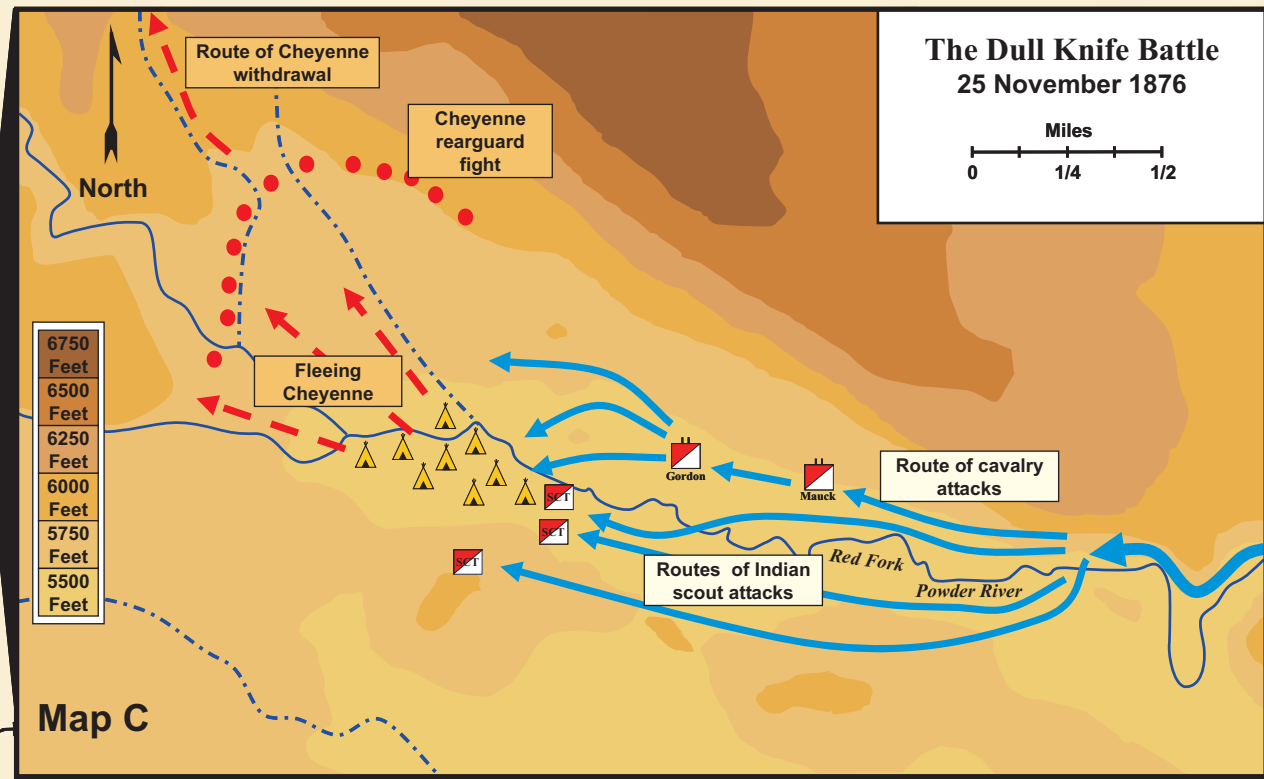 The Dull Knife Battle
25 November 1876
Miles
0 1/4 1/2
Route of Cheyenne
withdrawal
Cheyenne
rearguard
fight
North
6750
Feet
6500
Feet
6250
Feet
6000
Feet
5750
Feet
5500
Feet
Fleeing
Cheyenne
Gordon
Mauck
Route of cavalry
attacks
SCT
SCT
SCT
Routes of Indian
scout attacks
Red Fork
Powder River
Map C